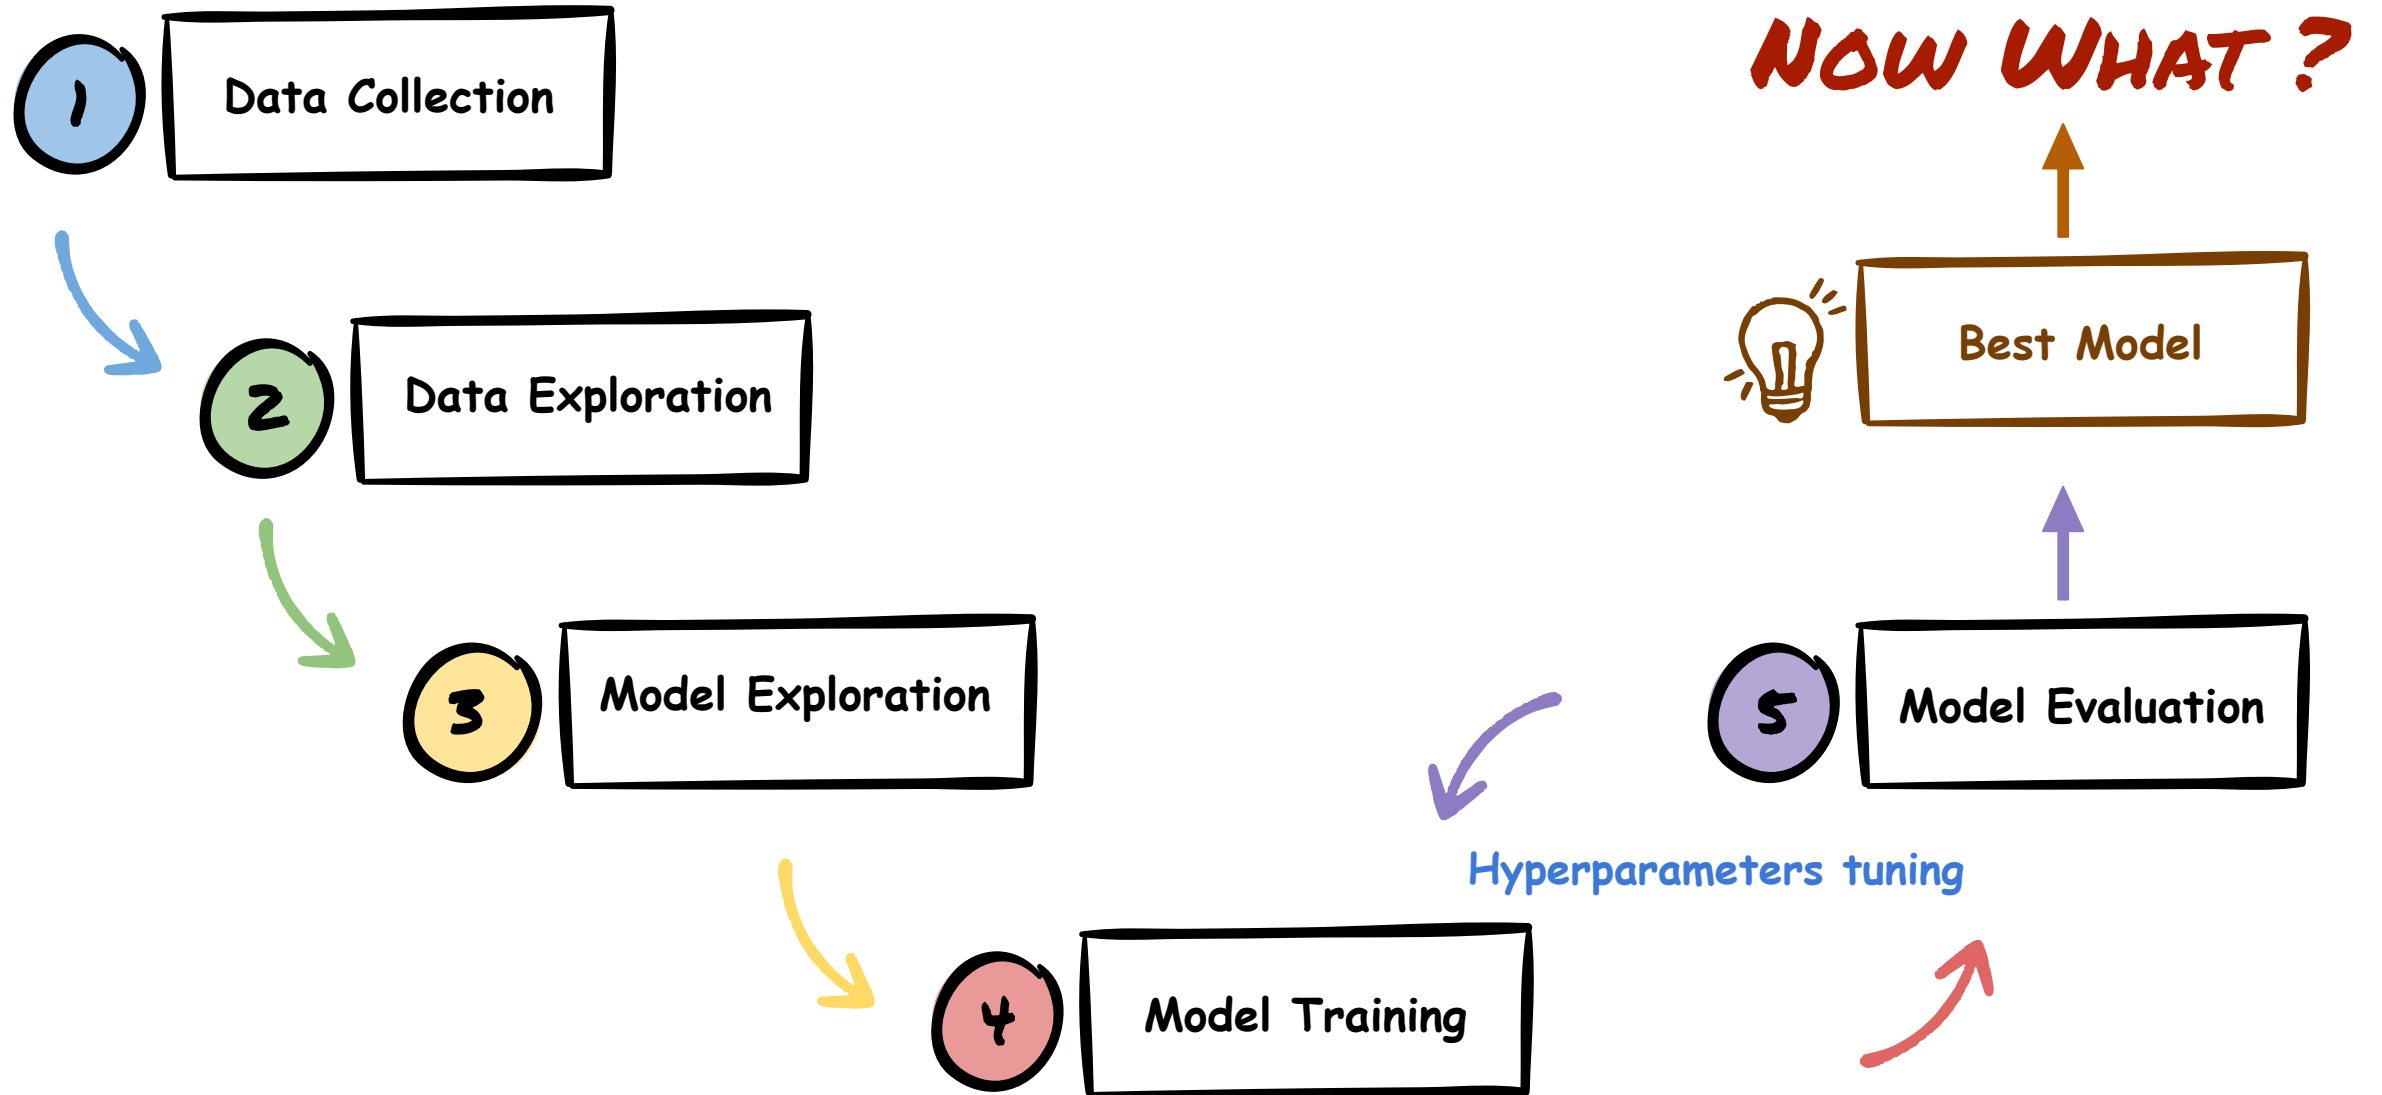 1
Data Collection
2
Data Exploration
3
Model Exploration
4
Model Training
Hyperparameters tuning
5
Model Evaluation
Best Model
Now What ?